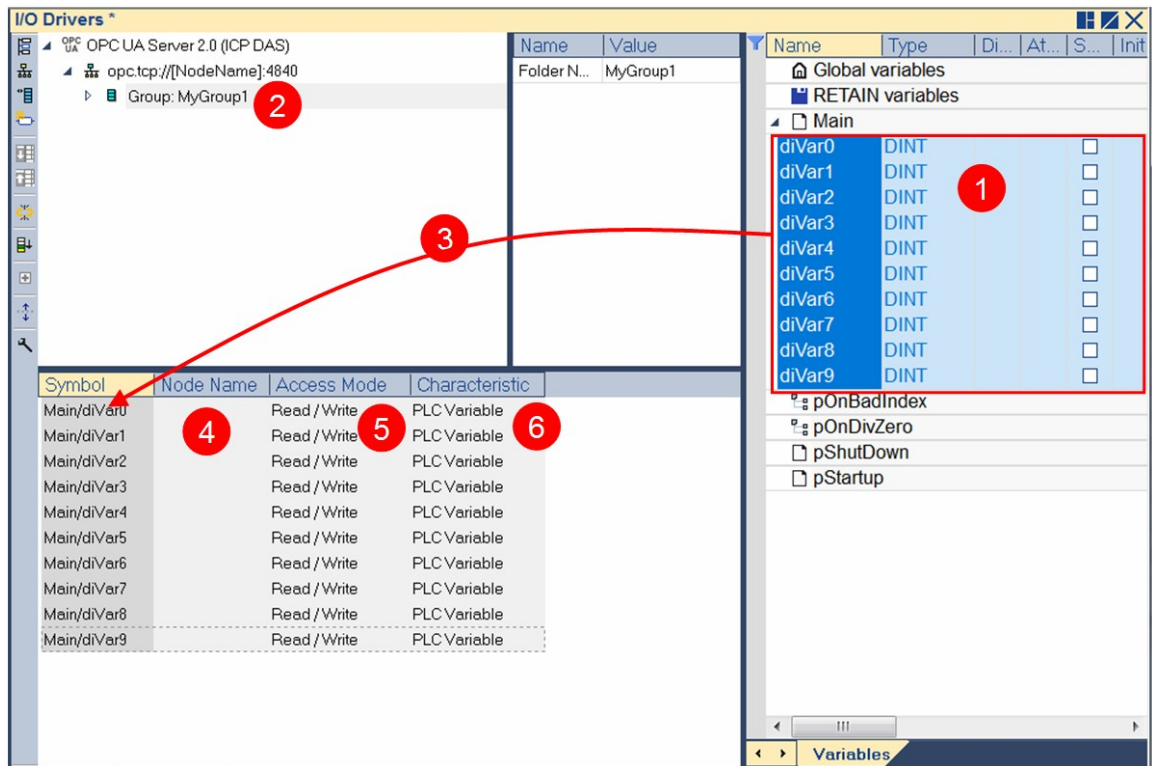 I/O Drivers *
OPC UA OPC UA Server 2.0 (ICP DAS)
opc.tcp://[NodeName]:4840
Group: MyGroup1
2
Name Value
Folder N... MyGroup1
Name Type Di... At... S... Init
Global variables
RETAIN variables
Main
diVar0 DINT
diVar1 DINT
diVar2 DINT
diVar3 DINT
diVar4 DINT
diVar5 DINT
diVar6 DINT
diVar7 DINT
diVar8 DINT
diVar9 DINT
1
pOnBadIndex
pOnDivZero
pShutDown
pStartup
3
Symbol Node Name Access Mode Characteristic
Main/diVar0 Read / Write PLC Variable
Main/diVar1 Read / Write PLC Variable
Main/diVar2 Read / Write PLC Variable
Main/diVar3 Read / Write PLC Variable
Main/diVar4 Read / Write PLC Variable
Main/diVar5 Read / Write PLC Variable
Main/diVar6 Read / Write PLC Variable
Main/diVar7 Read / Write PLC Variable
Main/diVar8 Read / Write PLC Variable
Main/diVar9 Read / Write PLC Variable
4
5
6
Variables